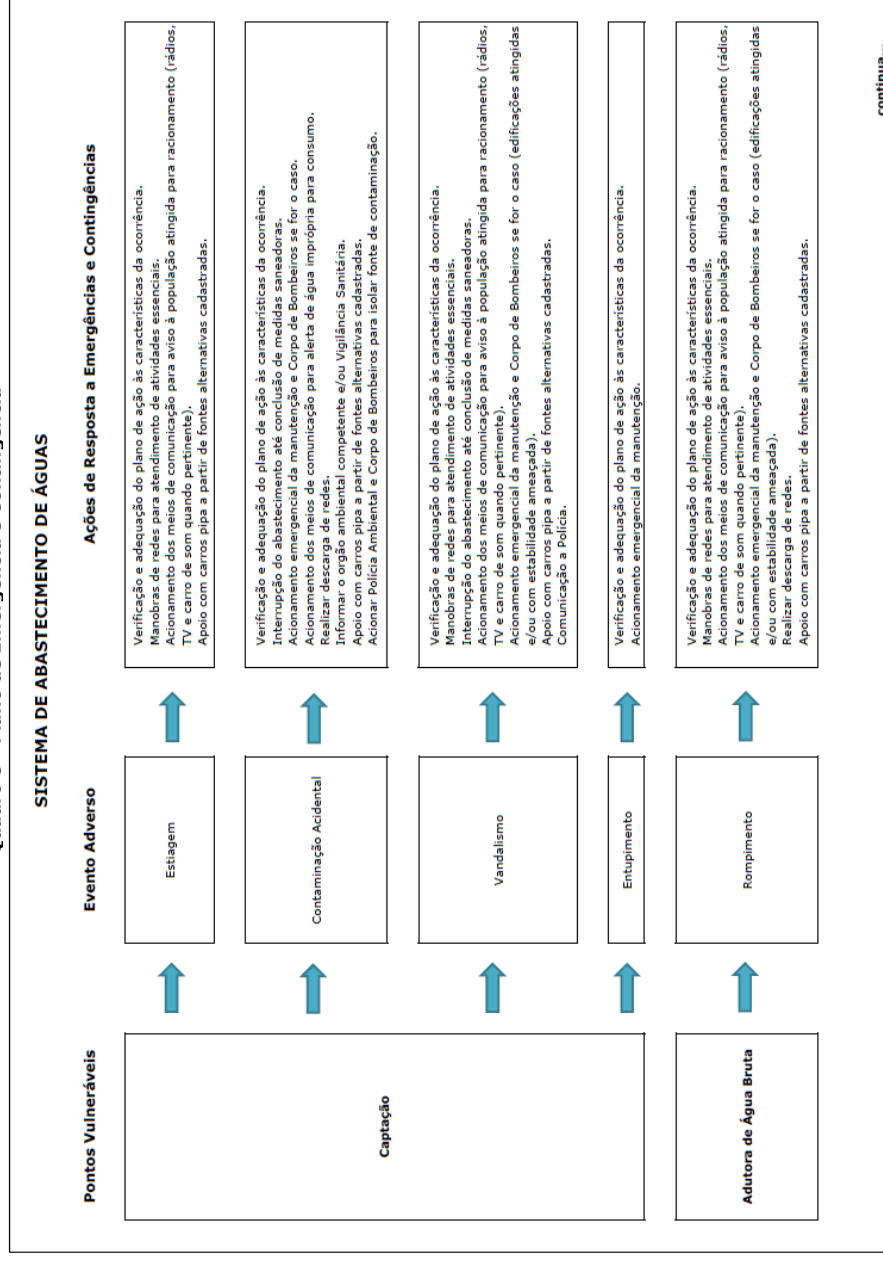 SISTEMA DE ABASTECIMENTO DE ÁGUAS
Pontos Vulneráveis
Evento Adverso
Ações de Resposta a Emergências e Contingências
Captação
Estiagem
Verificação e adequação do plano de ação às características da ocorrência.
Manobras de redes para atendimento de atividades essenciais.
Acionamento dos meios de comunicação para aviso à população atingida para racionamento (rádios,
TV e carro de som quando pertinente).
Apoio com carros pipa a partir de fontes alternativas cadastradas.
Contaminação Acidental
Verificação e adequação do plano de ação às características da ocorrência.
Interrupção do abastecimento até conclusão de medidas saneadoras.
Acionamento emergencial da manutenção e Corpo de Bombeiros se for o caso.
Acionamento dos meios de comunicação para alerta de água imprópria para consumo.
Realizar descarga de redes.
Informar o orgão ambiental competente e/ou Vigilância Sanitária.
Apoio com carros pipa a partir de fontes alternativas cadastradas.
Acionar Polícia Ambiental e Corpo de Bombeiros para isolar fonte de contaminação.
Vandalismo
Verificação e adequação do plano de ação às características da ocorrência.
Manobras de redes para atendimento de atividades essenciais.
Interrupção do abastecimento até conclusão de medidas saneadoras.
Acionamento dos meios de comunicação para aviso à população atingida para racionamento (rádios,
TV e carro de som quando pertinente).
Acionamento emergencial da manutenção e Corpo de Bombeiros se for o caso (edificações atingidas
e/ou com estabilidade ameaçada).
Apoio com carros pipa a partir de fontes alternativas cadastradas.
Comunicação a Polícia.
Entupimento
Verificação e adequação do plano de ação às características da ocorrência.
Acionamento emergencial da manutenção.
Adutora de Água Bruta
Rompimento
Verificação e adequação do plano de ação às características da ocorrência.
Manobras de redes para atendimento de atividades essenciais.
Acionamento dos meios de comunicação para aviso à população atingida para racionamento (rádios,
TV e carro de som quando pertinente).
Acionamento emergencial da manutenção e Corpo de Bombeiros se for o caso (edificações atingidas
e/ou com estabilidade ameaçada).
Realizar descarga de redes.
Apoio com carros pipa a partir de fontes alternativas cadastradas.
continua...